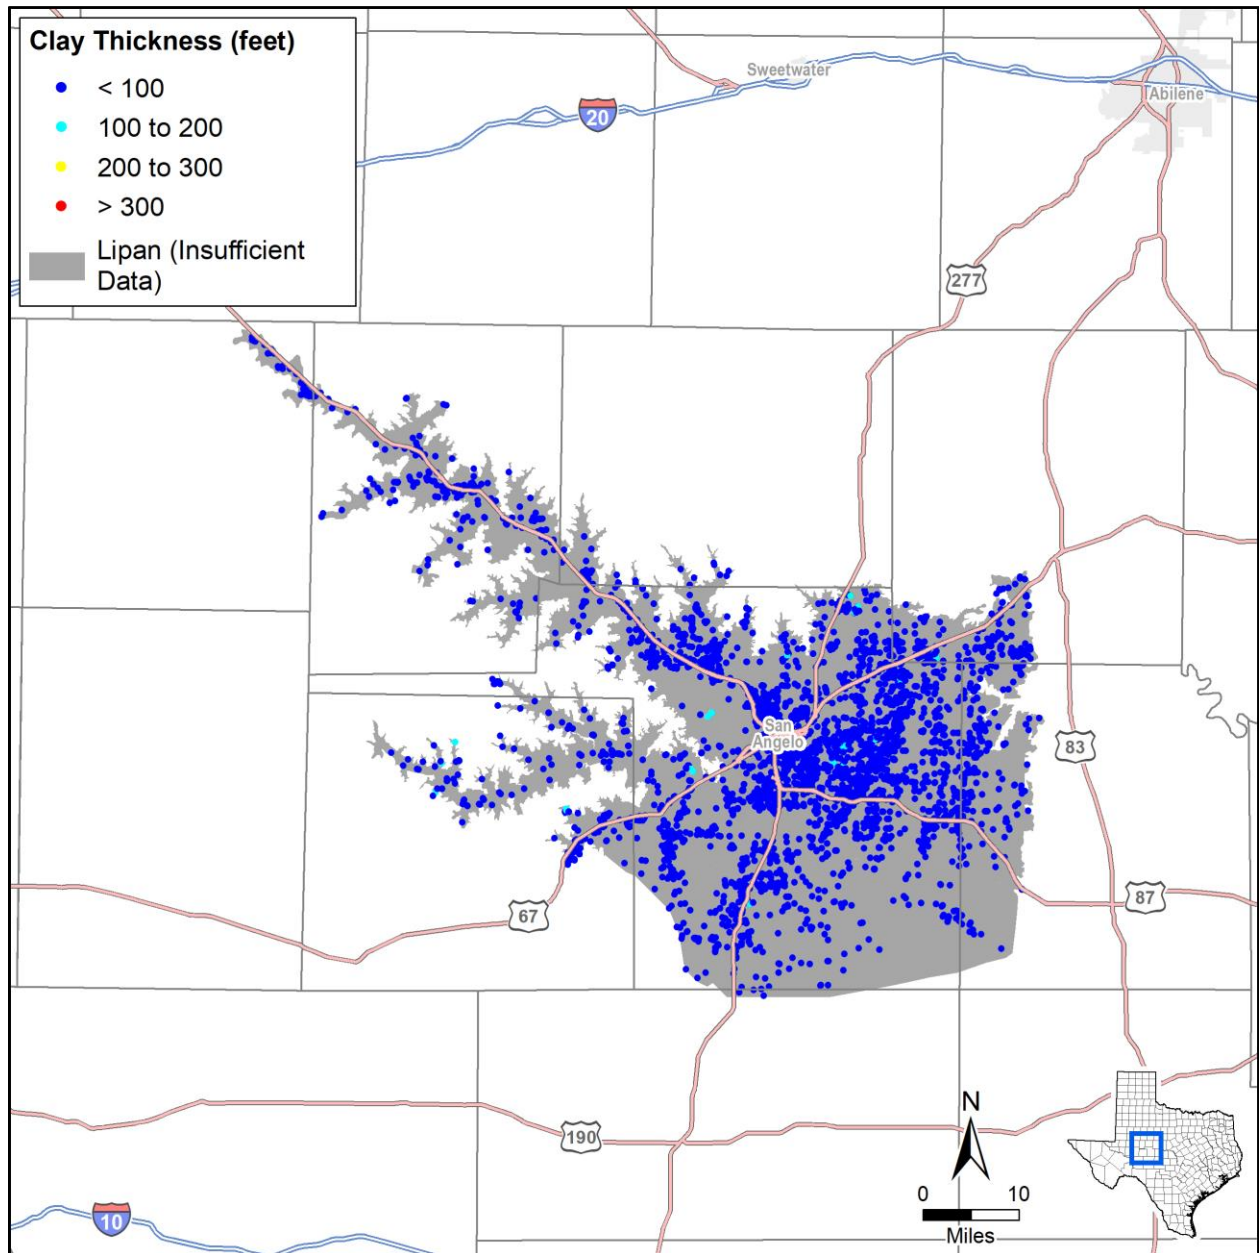 Clay Thickness (feet)
< 100
100 to 200
200 to 300
> 300
Lipan (Insufficient
Data)
Sweetwater
Abilene
20
277
San
Angelo
83
67
87
190
10
N
0 10
Miles